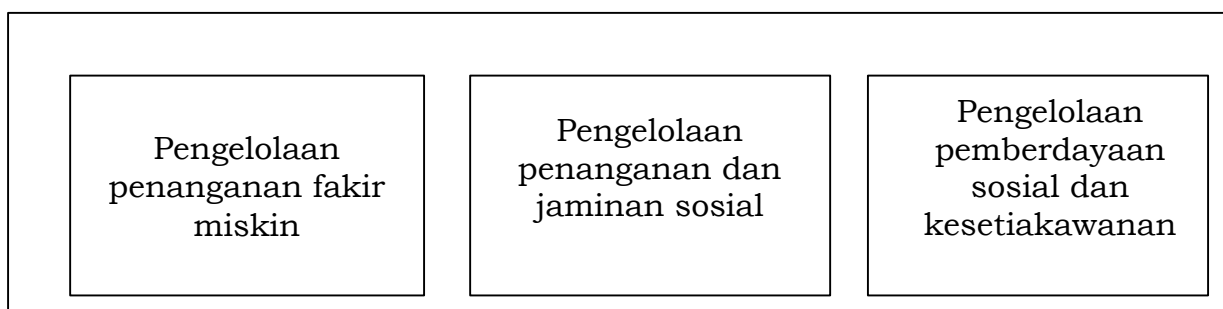 Pengelolaan
penanganan fakir
miskin
Pengelolaan
penanganan dan
jaminan sosial
Pengelolaan
pemberdayaan
sosial dan
kesetiakawanan